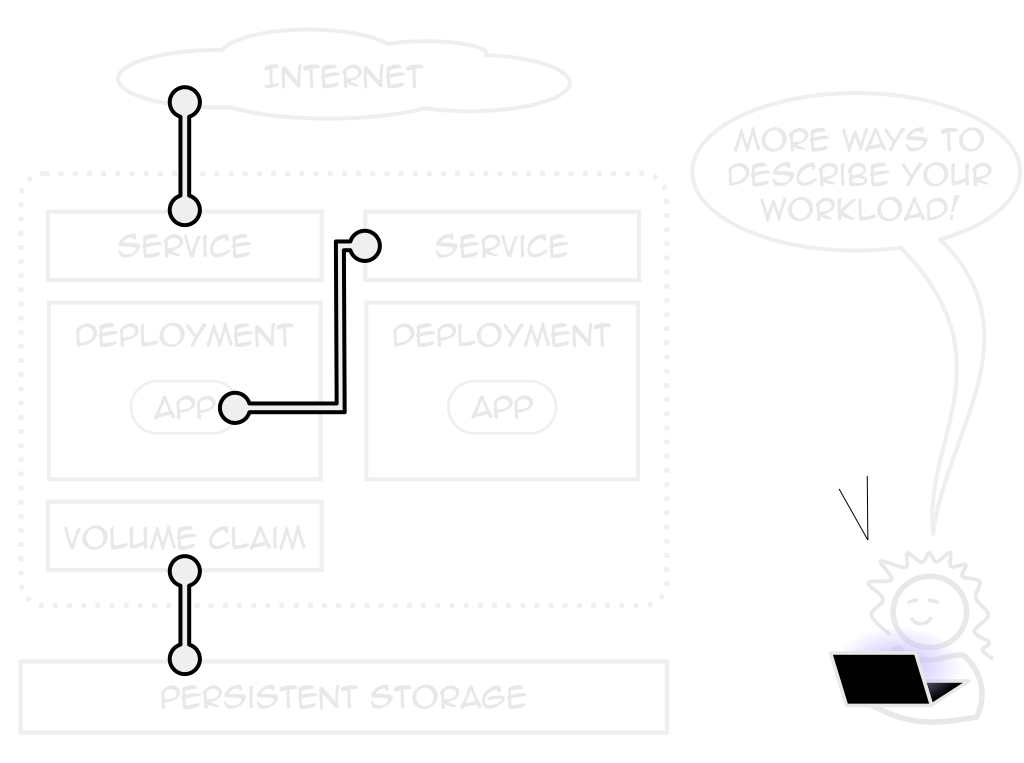 INTERNET
MORE WAYS TO
DESCRIBE YOUR
WORKLOAD!
SERVICE
SERVICE
DEPLOYMENT
DEPLOYMENT
APP
APP
VOLUME CLAIM
PERSISTENT STORAGE